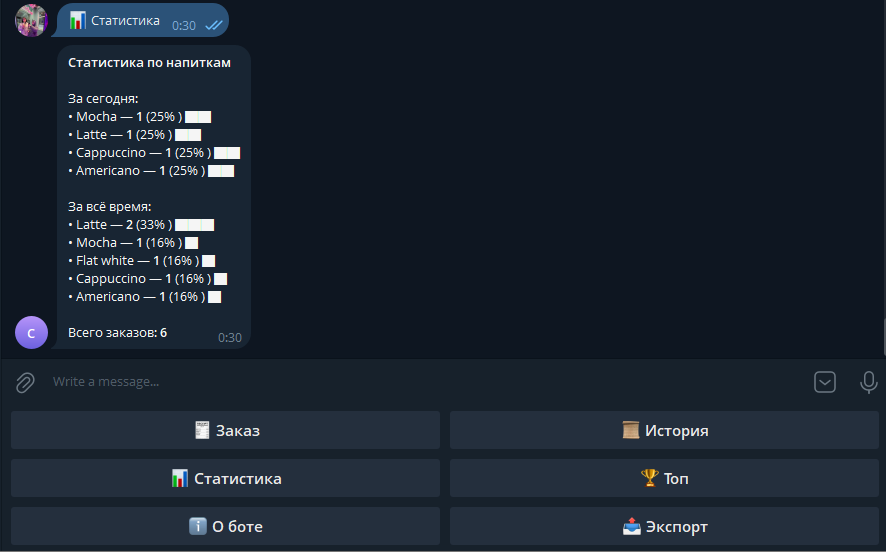 📊 Статистика 0:30
Статистика по напиткам
За сегодня:
• Mocha — 1 (25% ) ████
• Latte — 1 (25% ) ████
• Cappuccino — 1 (25% ) ████
• Americano — 1 (25% ) ████
За всё время:
• Latte — 2 (33% ) ██████
• Mocha — 1 (16% ) ██
• Flat white — 1 (16% ) ██
• Cappuccino — 1 (16% ) ██
• Americano — 1 (16% ) ██
Всего заказов: 6
0:30
C
Write a message...
Заказ
История
Статистика
Топ
О боте
Экспорт